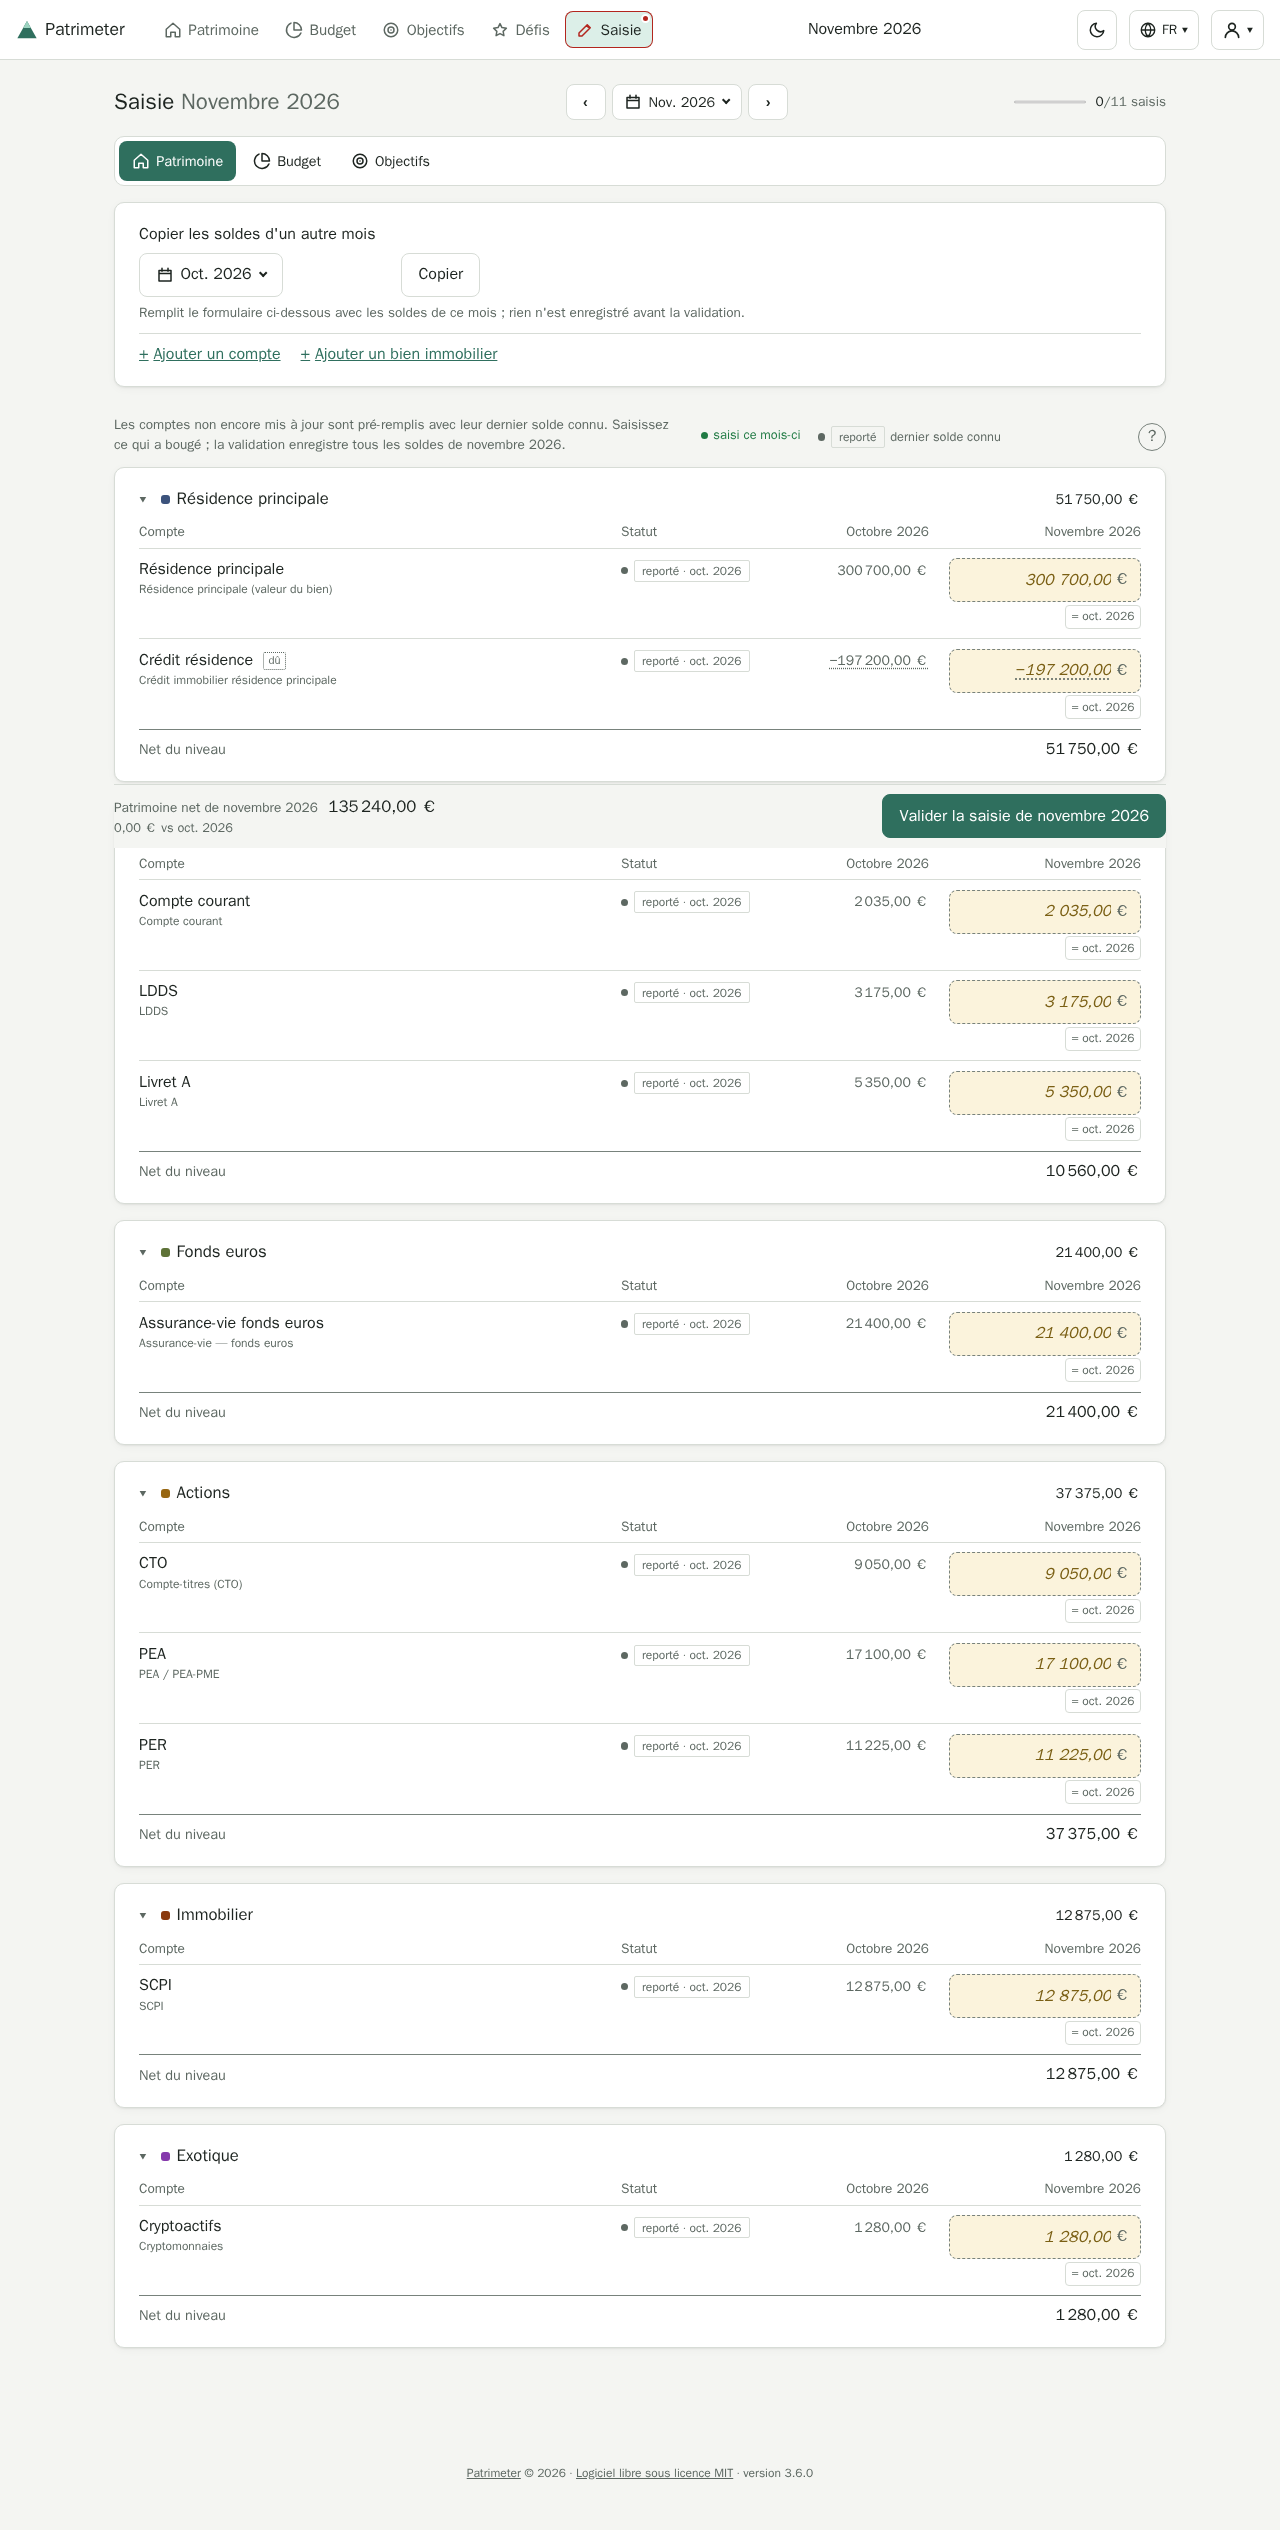 Patrimeter
Patrimoine
Budget
Objectifs
Défis
Saisie
Novembre 2026
FR ▾
▾
Saisie Novembre 2026
‹
Nov. 2026
›
0/11 saisis
Patrimoine
Budget
Objectifs
Copier les soldes d'un autre mois
Oct. 2026
Copier
Remplit le formulaire ci-dessous avec les soldes de ce mois ; rien n'est enregistré avant la validation.
+ Ajouter un compte
+ Ajouter un bien immobilier
Les comptes non encore mis à jour sont pré-remplis avec leur dernier solde connu. Saisissez
ce qui a bougé ; la validation enregistre tous les soldes de novembre 2026.
saisi ce mois-ci
reporté dernier solde connu
?
▾ Résidence principale 51 750,00 €
Compte Statut Octobre 2026 Novembre 2026
Résidence principale reporté · oct. 2026 300 700,00 € 300 700,00 €
Résidence principale (valeur du bien)
= oct. 2026
Crédit résidence dû reporté · oct. 2026 −197 200,00 € −197 200,00 €
Crédit immobilier résidence principale
= oct. 2026
Net du niveau 51 750,00 €
Patrimoine net de novembre 2026 135 240,00 €
0,00 € vs oct. 2026
Valider la saisie de novembre 2026
Compte Statut Octobre 2026 Novembre 2026
Compte courant reporté · oct. 2026 2 035,00 € 2 035,00 €
Compte courant
= oct. 2026
LDDS reporté · oct. 2026 3 175,00 € 3 175,00 €
LDDS
= oct. 2026
Livret A reporté · oct. 2026 5 350,00 € 5 350,00 €
Livret A
= oct. 2026
Net du niveau 10 560,00 €
▾ Fonds euros 21 400,00 €
Compte Statut Octobre 2026 Novembre 2026
Assurance-vie fonds euros reporté · oct. 2026 21 400,00 € 21 400,00 €
Assurance-vie — fonds euros
= oct. 2026
Net du niveau 21 400,00 €
▾ Actions 37 375,00 €
Compte Statut Octobre 2026 Novembre 2026
CTO reporté · oct. 2026 9 050,00 € 9 050,00 €
Compte-titres (CTO)
= oct. 2026
PEA reporté · oct. 2026 17 100,00 € 17 100,00 €
PEA / PEA-PME
= oct. 2026
PER reporté · oct. 2026 11 225,00 € 11 225,00 €
PER
= oct. 2026
Net du niveau 37 375,00 €
▾ Immobilier 12 875,00 €
Compte Statut Octobre 2026 Novembre 2026
SCPI reporté · oct. 2026 12 875,00 € 12 875,00 €
SCPI
= oct. 2026
Net du niveau 12 875,00 €
▾ Exotique 1 280,00 €
Compte Statut Octobre 2026 Novembre 2026
Cryptoactifs reporté · oct. 2026 1 280,00 € 1 280,00 €
Cryptomonnaies
= oct. 2026
Net du niveau 1 280,00 €
Patrimeter © 2026 · Logiciel libre sous licence MIT · version 3.6.0